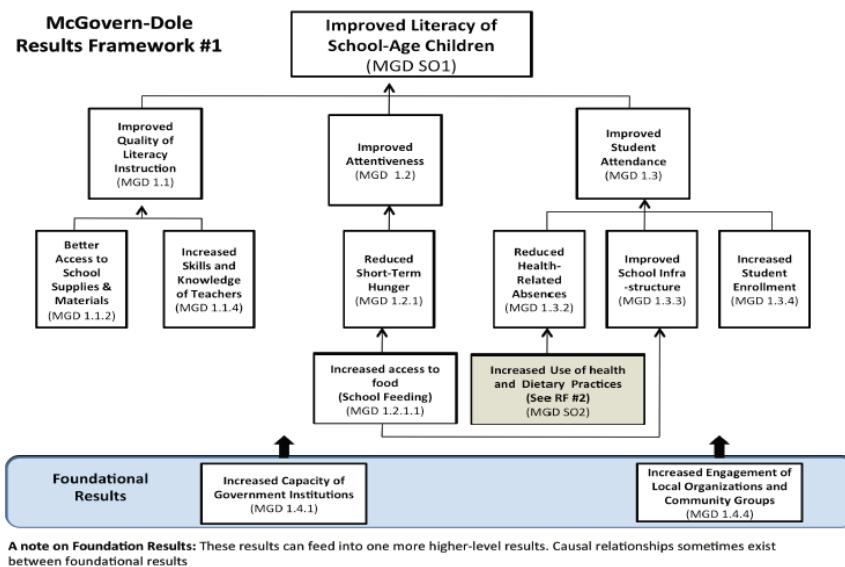 McGovern-Dole
Results Framework #1
Improved Literacy of
School-Age Children
(MGD SO1)
Improved
Quality of
Literacy
Instruction
(MGD 1.1)
Improved
Attentiveness
(MGD 1.2)
Improved
Student
Attendance
(MGD 1.3)
Better
Access to
School
Supplies &
Materials
(MGD 1.1.2)
Increased
Skills and
Knowledge
of Teachers
(MGD 1.1.4)
Reduced
Short-Term
Hunger
(MGD 1.2.1)
Reduced
Health-
Related
Absences
(MGD 1.3.2)
Improved
School Infra
-structure
(MGD 1.3.3)
Increased
Student
Enrollment
(MGD 1.3.4)
Increased access to
food
(School Feeding)
(MGD 1.2.1.1)
Increased Use of health
and Dietary Practices
(See RF #2)
(MGD SO2)
Foundational
Results
Increased Capacity of
Government Institutions
(MGD 1.4.1)
Increased Engagement of
Local Organizations and
Community Groups
(MGD 1.4.4)
A note on Foundation Results: These results can feed into one more higher-level results. Causal relationships sometimes exist
between foundational results